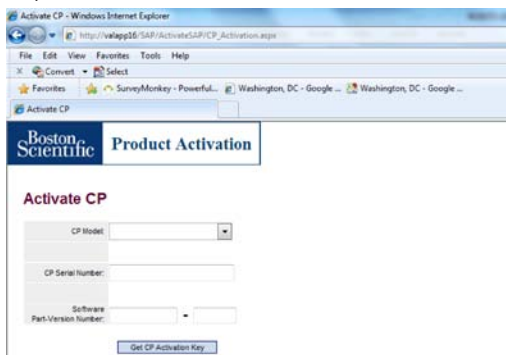 Activate CP - Windows Internet Explorer
http://valapp16/SAP/ActivateSAP/CP_Activation.aspx
File Edit View Favorites Tools Help
x Convert Select
Favorites SurveyMonkey - Powerful... Washington, DC - Google ... Washington, DC - Google ...
Activate CP
Boston Scientific Product Activation
Activate CP
CP Model:
CP Serial Number:
Software
Part-Version Number: -
Get CP Activation Key